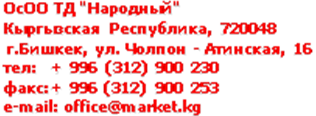 ОсОО ТД "Народный"
Кыргызская Республика, 720048
г.Бишкек, ул. Чолпон - Атинская, 16
тел: + 996 (312) 900 230
факс: + 996 (312) 900 253
e-mail: office@market.kg